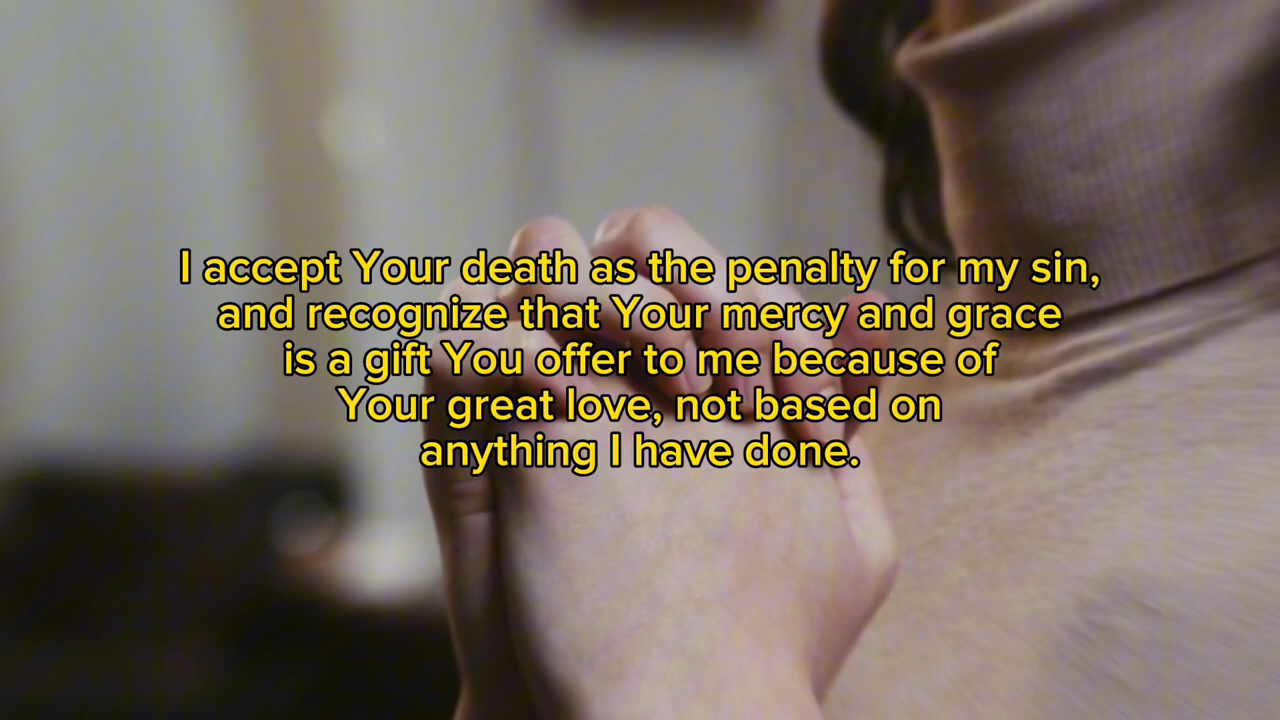 I accept Your death as the penalty for my sin,
and recognize that Your mercy and grace
is a gift You offer to me because of
Your great love, not based on
anything I have done.